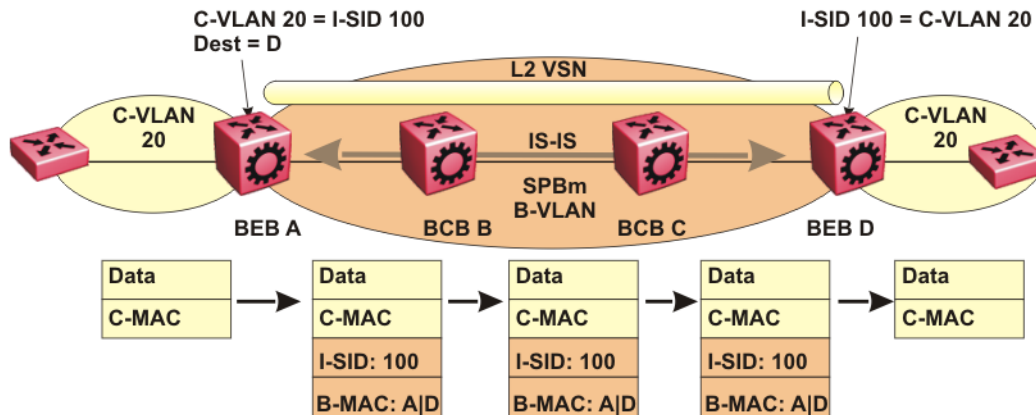 C-VLAN 20 = I-SID 100
Dest = D
I-SID 100 = C-VLAN 20
L2 VSN
C-VLAN
20
IS-IS
C-VLAN
20
SPBm
B-VLAN
BEB A
BCB B
BCB C
BEB D
Data
C-MAC
Data
C-MAC
I-SID: 100
B-MAC: A|D
Data
C-MAC
I-SID: 100
B-MAC: A|D
Data
C-MAC
I-SID: 100
B-MAC: A|D
Data
C-MAC